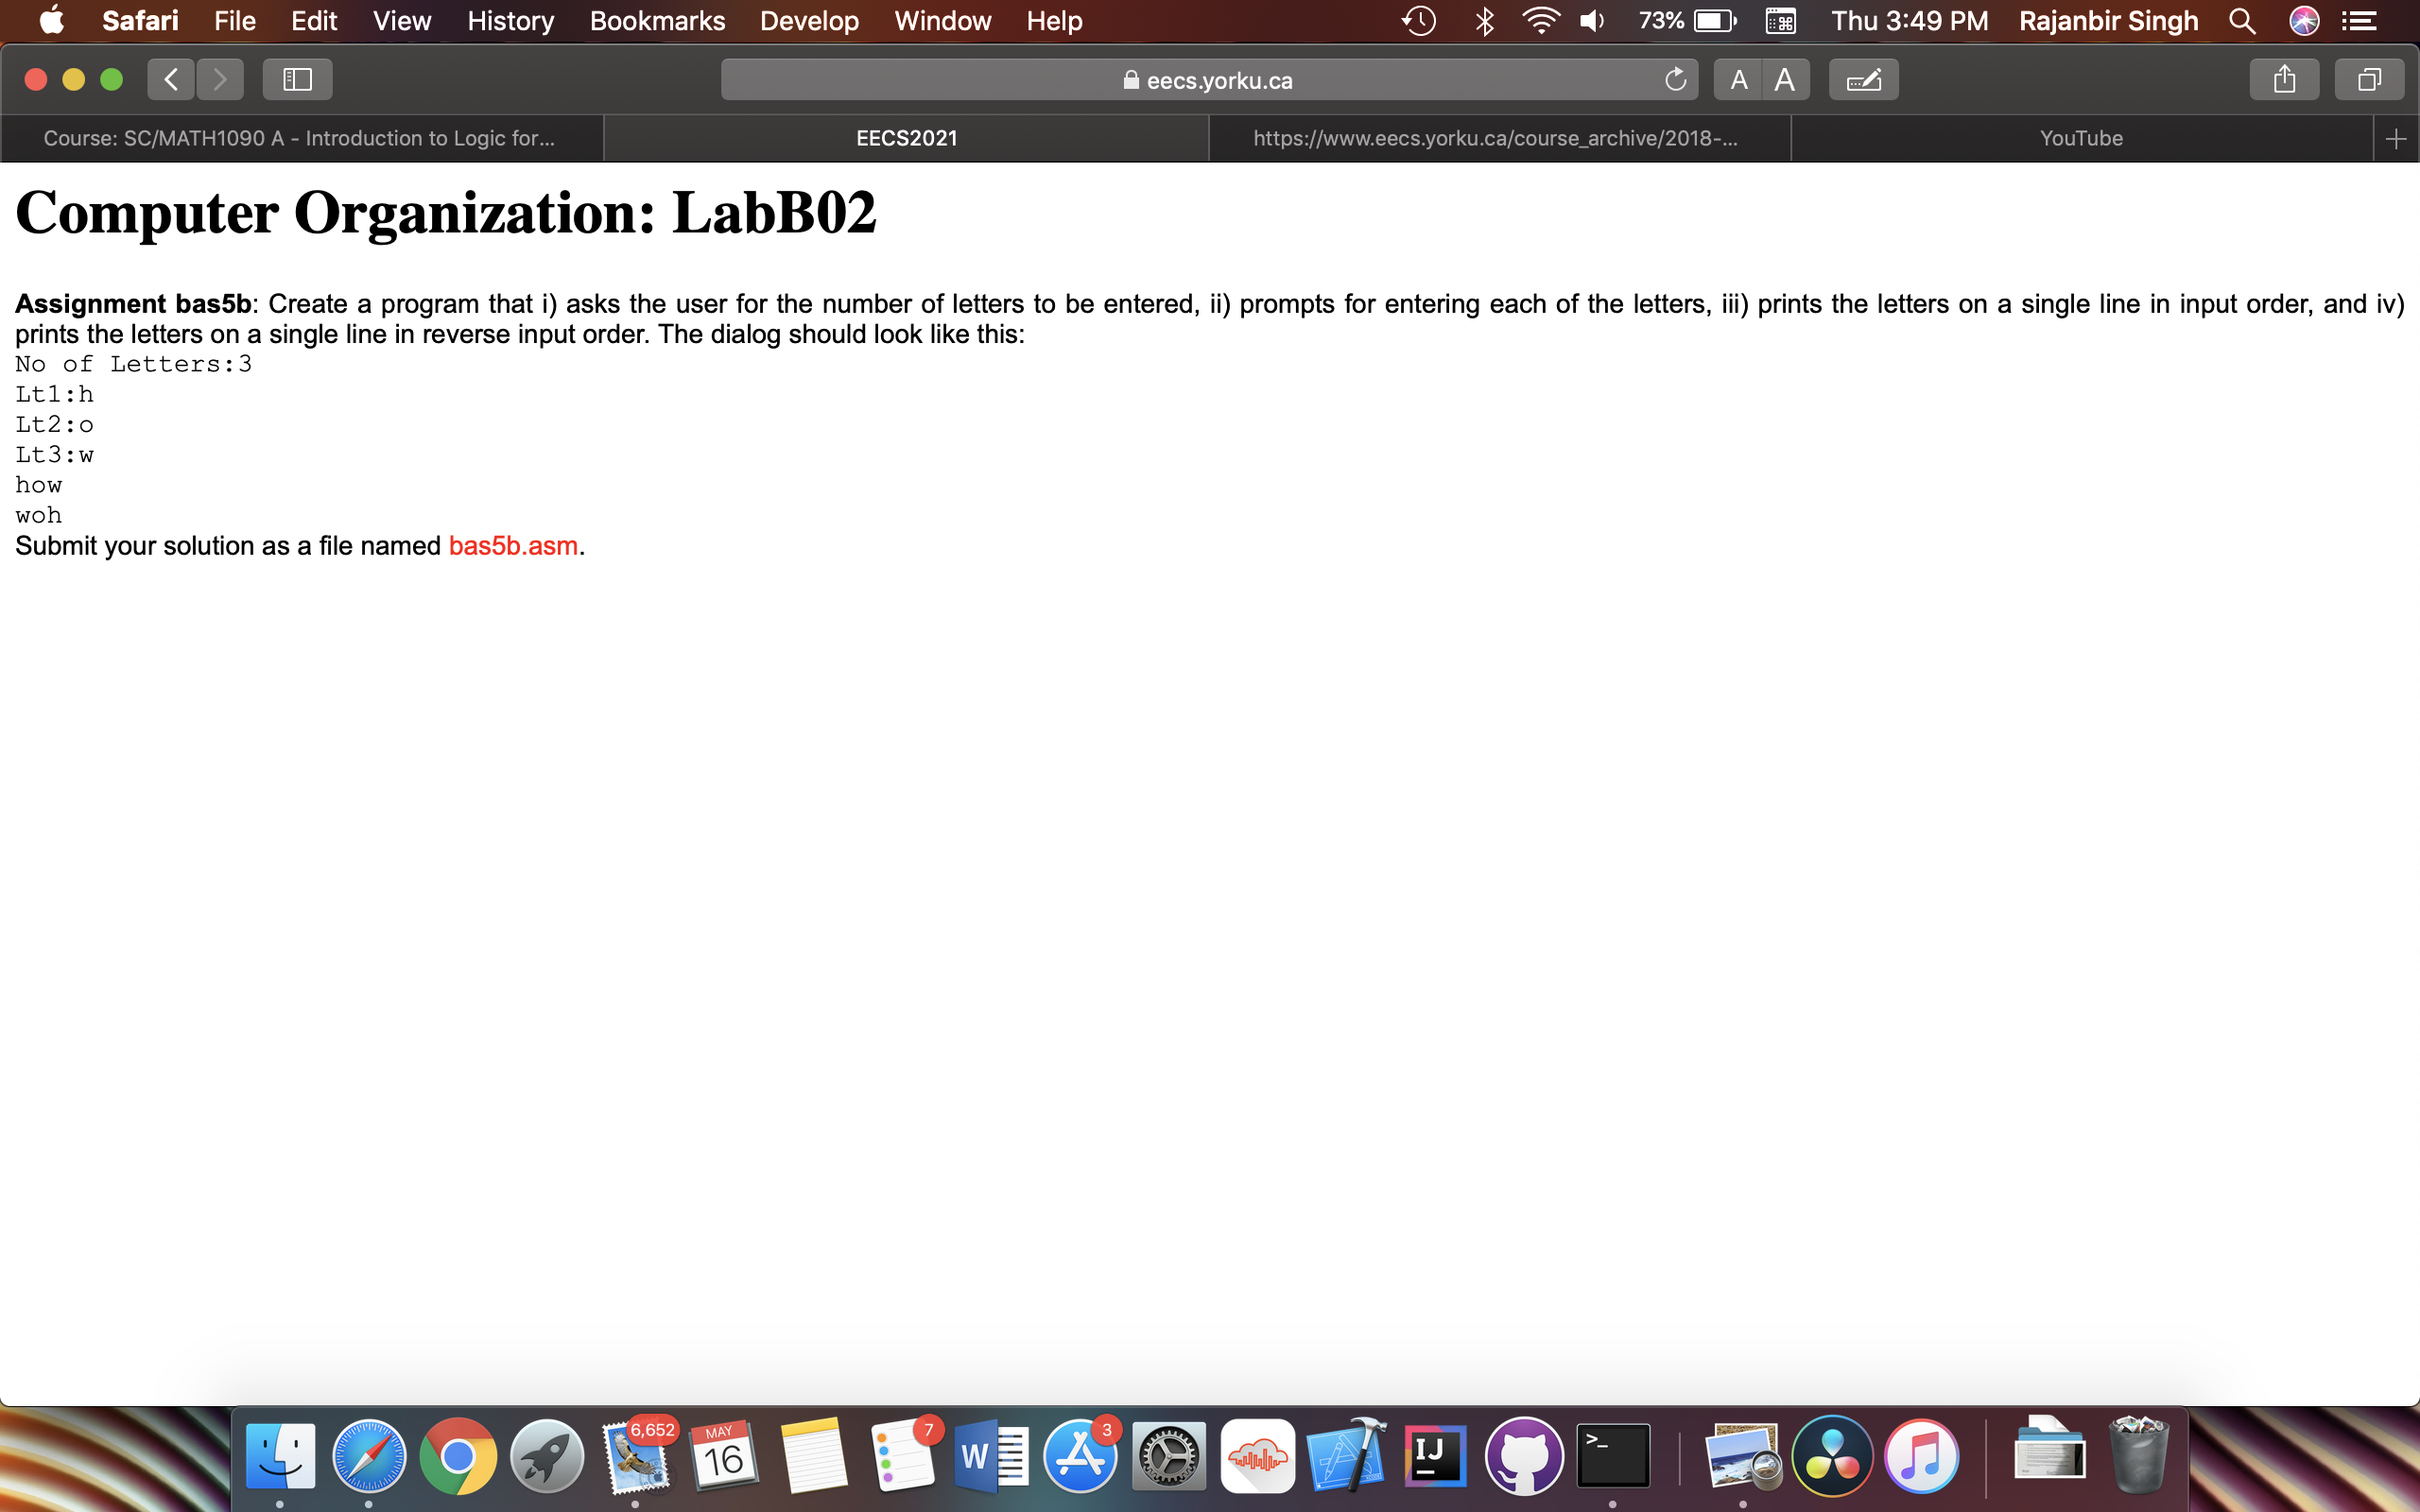 Safari File Edit View History Bookmarks Develop Window Help 73% Thu 3:49 PM Rajanbir Singh
eecs.yorku.ca A A
Course: SC/MATH1090 A - Introduction to Logic for... EECS2021 https://www.eecs.yorku.ca/course_archive/2018-... YouTube +
Computer Organization: LabB02
Assignment bas5b: Create a program that i) asks the user for the number of letters to be entered, ii) prompts for entering each of the letters, iii) prints the letters on a single line in input order, and iv)
prints the letters on a single line in reverse input order. The dialog should look like this:
No of Letters:3
Lt1:h
Lt2:o
Lt3:w
how
woh
Submit your solution as a file named bas5b.asm.
6,652 MAY 7 3
16 W IJ >_